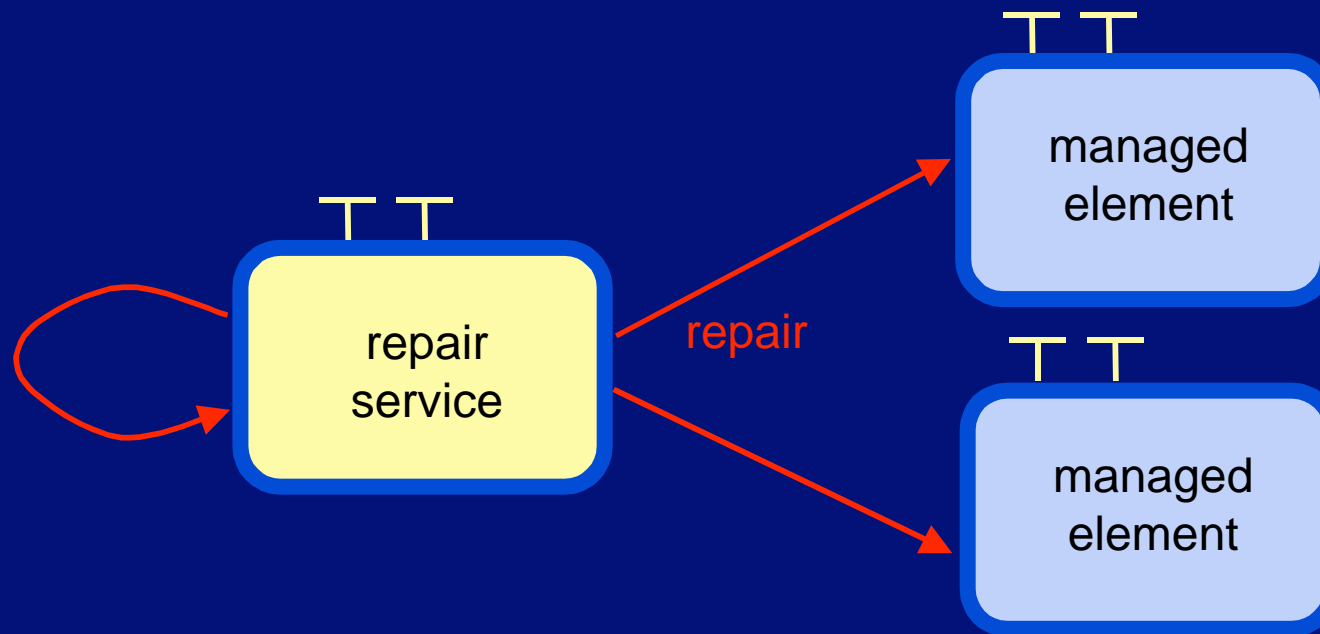 managed
element
repair
service
repair
managed
element